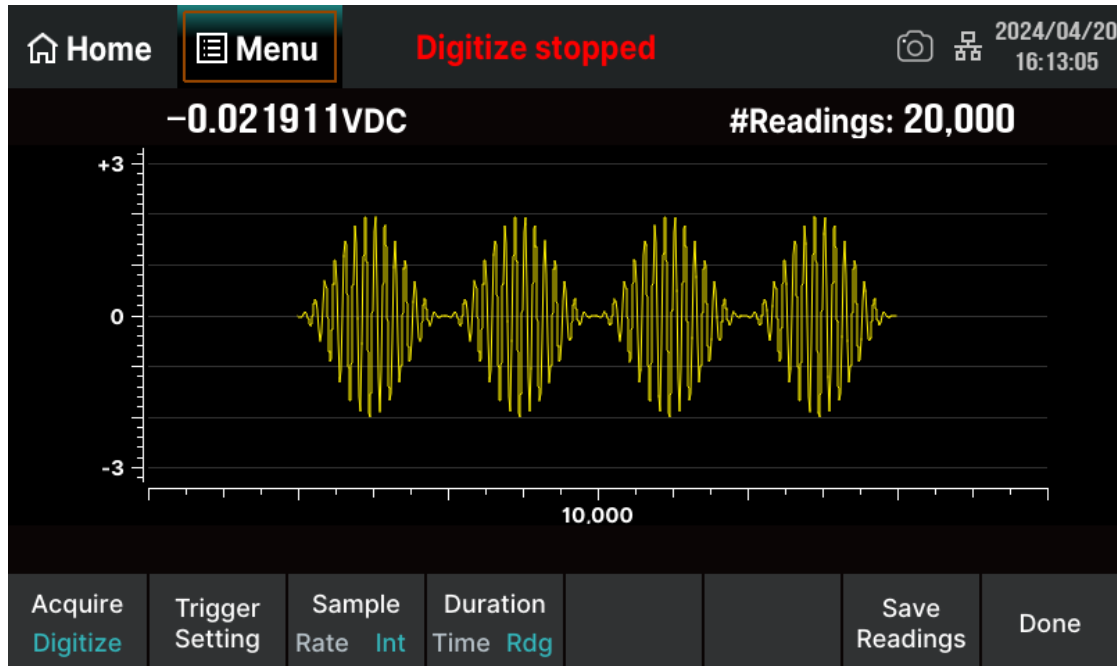 Home Menu Digitize stopped 2024/04/20
16:13:05
−0.021911VDC #Readings: 20,000
+3
0
-3
10,000
Acquire Trigger Sample Duration Save Done
Digitize Setting Rate Int Time Rdg Readings